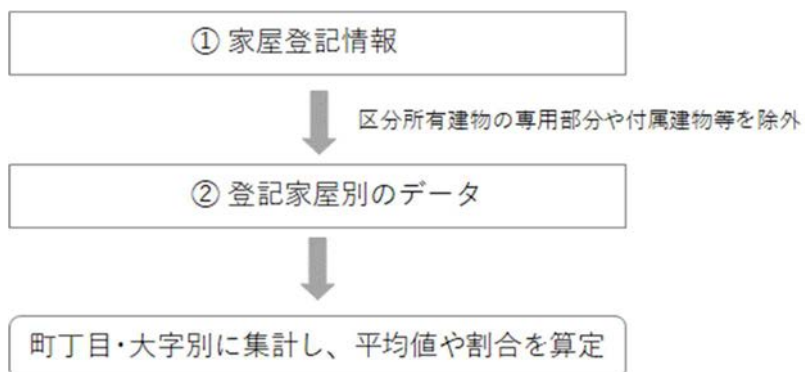 ① 家屋登記情報
区分所有建物の専用部分や付属建物等を除外
② 登記家屋別のデータ
町丁目・大字別に集計し、平均値や割合を算定